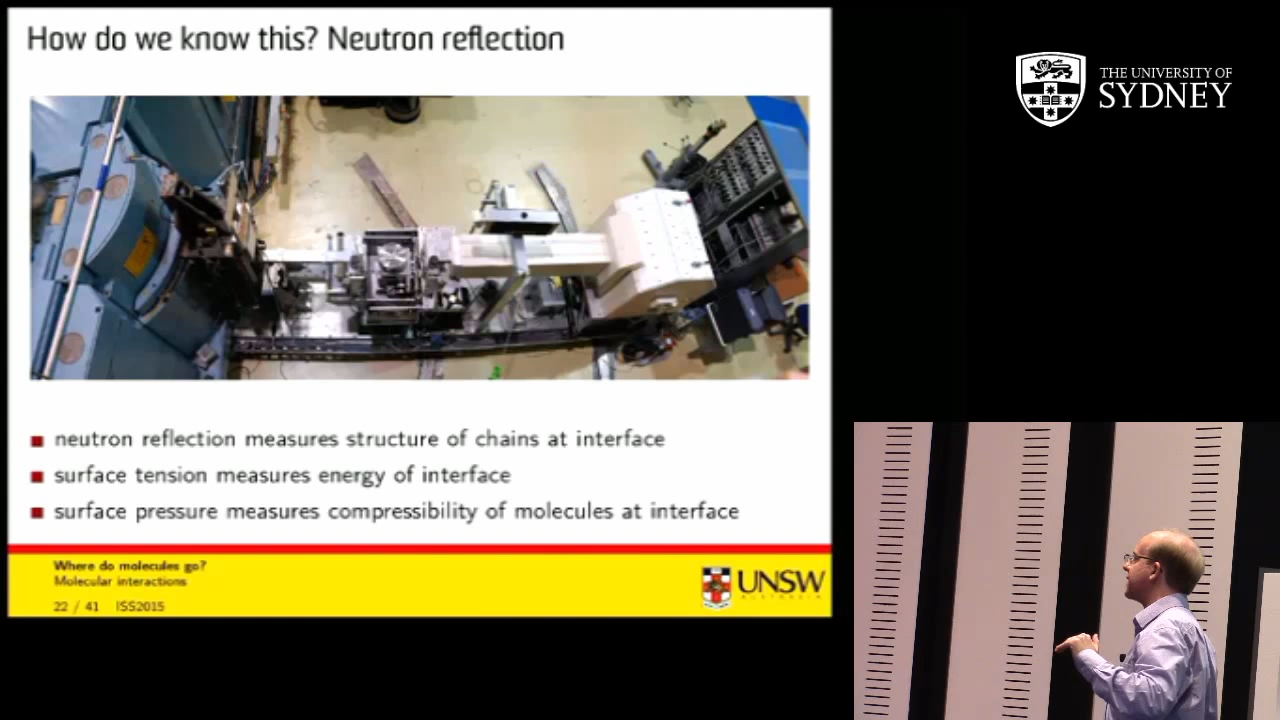 How do we know this? Neutron reflection
THE UNIVERSITY OF
SYDNEY
neutron reflection measures structure of chains at interface
surface tension measures energy of interface
surface pressure measures compressibility of molecules at interface
Where do molecules go?
Molecular interactions
22 / 41 ISS2015
UNSW